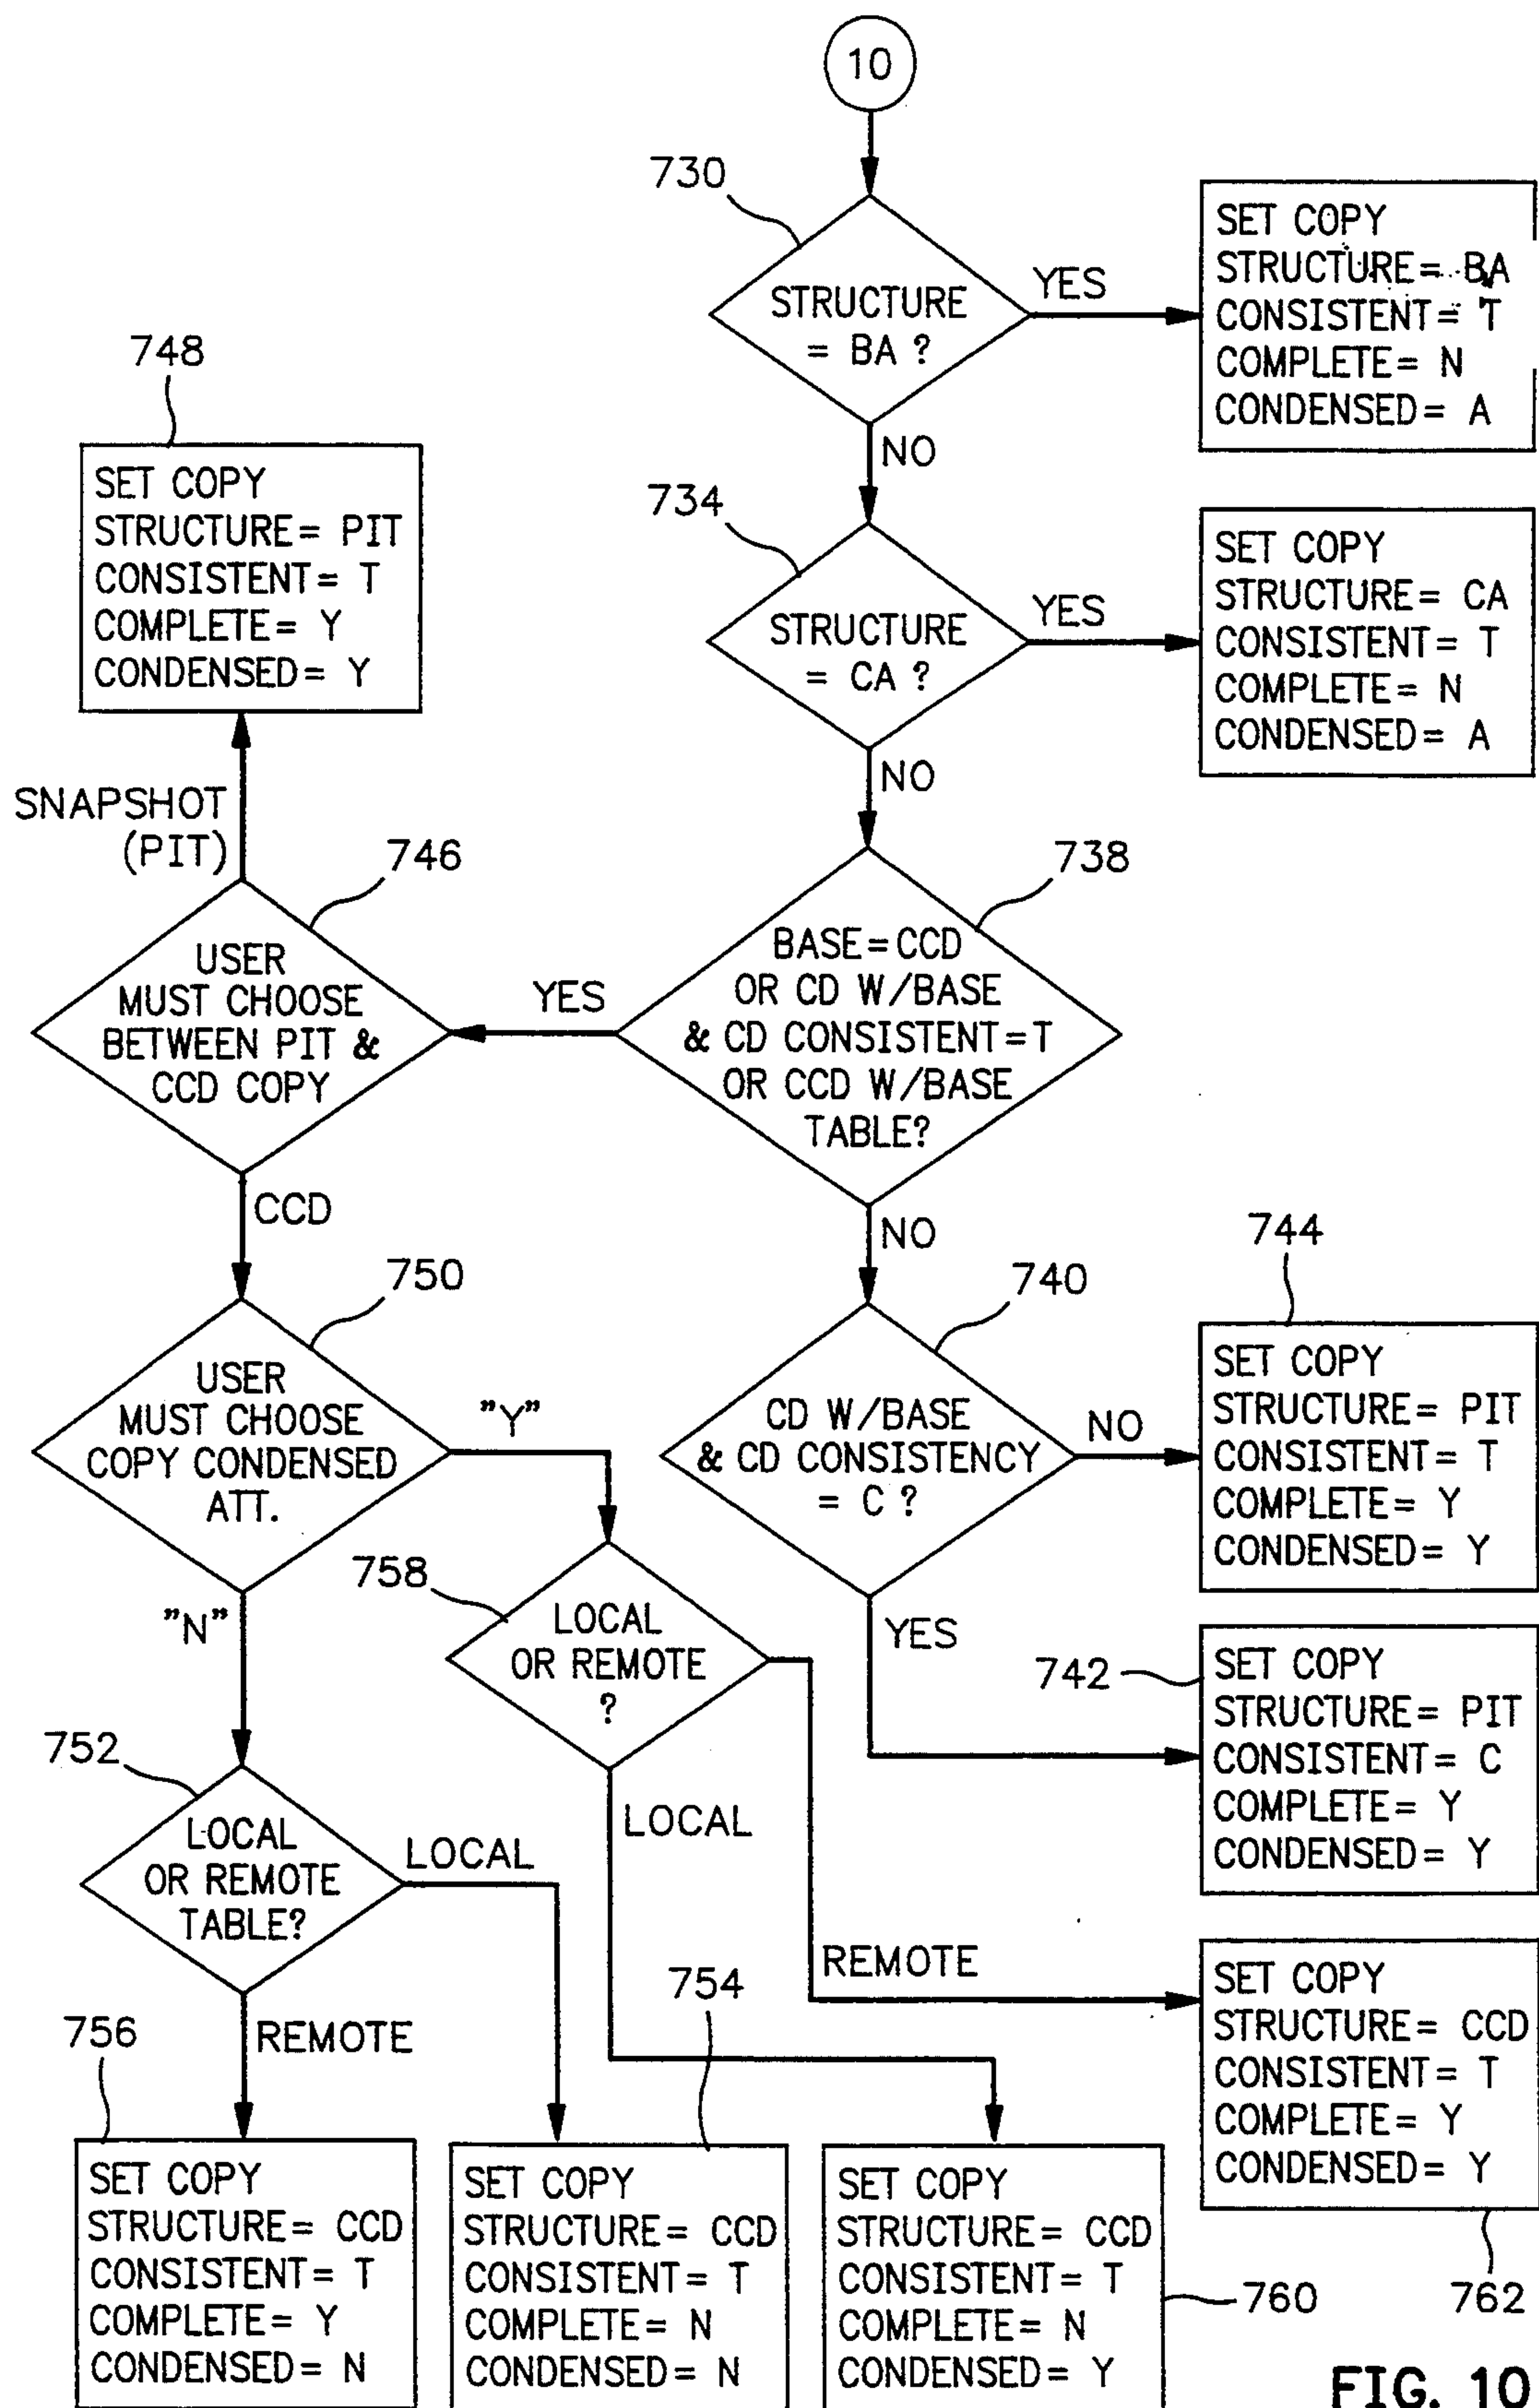 10
730
STRUCTURE
= BA ?
YES
SET COPY
STRUCTURE= BA
CONSISTENT= T
COMPLETE= N
CONDENSED= A
NO
734
STRUCTURE
= CA ?
YES
SET COPY
STRUCTURE= CA
CONSISTENT= T
COMPLETE= N
CONDENSED= A
NO
738
BASE=CCD
OR CD W/BASE
& CD CONSISTENT=T
OR CCD W/BASE
TABLE?
YES
746
USER
MUST CHOOSE
BETWEEN PIT &
CCD COPY
SNAPSHOT
(PIT)
748
SET COPY
STRUCTURE= PIT
CONSISTENT= T
COMPLETE= Y
CONDENSED= Y
CCD
NO
740
CD W/BASE
& CD CONSISTENCY
= C ?
NO
744
SET COPY
STRUCTURE= PIT
CONSISTENT= T
COMPLETE= Y
CONDENSED= Y
YES
742
SET COPY
STRUCTURE= PIT
CONSISTENT= C
COMPLETE= Y
CONDENSED= Y
750
USER
MUST CHOOSE
COPY CONDENSED
ATT.
"Y"
758
LOCAL
OR REMOTE
?
LOCAL
REMOTE
SET COPY
STRUCTURE= CCD
CONSISTENT= T
COMPLETE= Y
CONDENSED= Y
762
"N"
752
LOCAL
OR REMOTE
TABLE?
LOCAL
REMOTE
756
SET COPY
STRUCTURE= CCD
CONSISTENT= T
COMPLETE= Y
CONDENSED= N
754
SET COPY
STRUCTURE= CCD
CONSISTENT= T
COMPLETE= N
CONDENSED= N
SET COPY
STRUCTURE= CCD
CONSISTENT= T
COMPLETE= N
CONDENSED= Y
760
FIG. 10